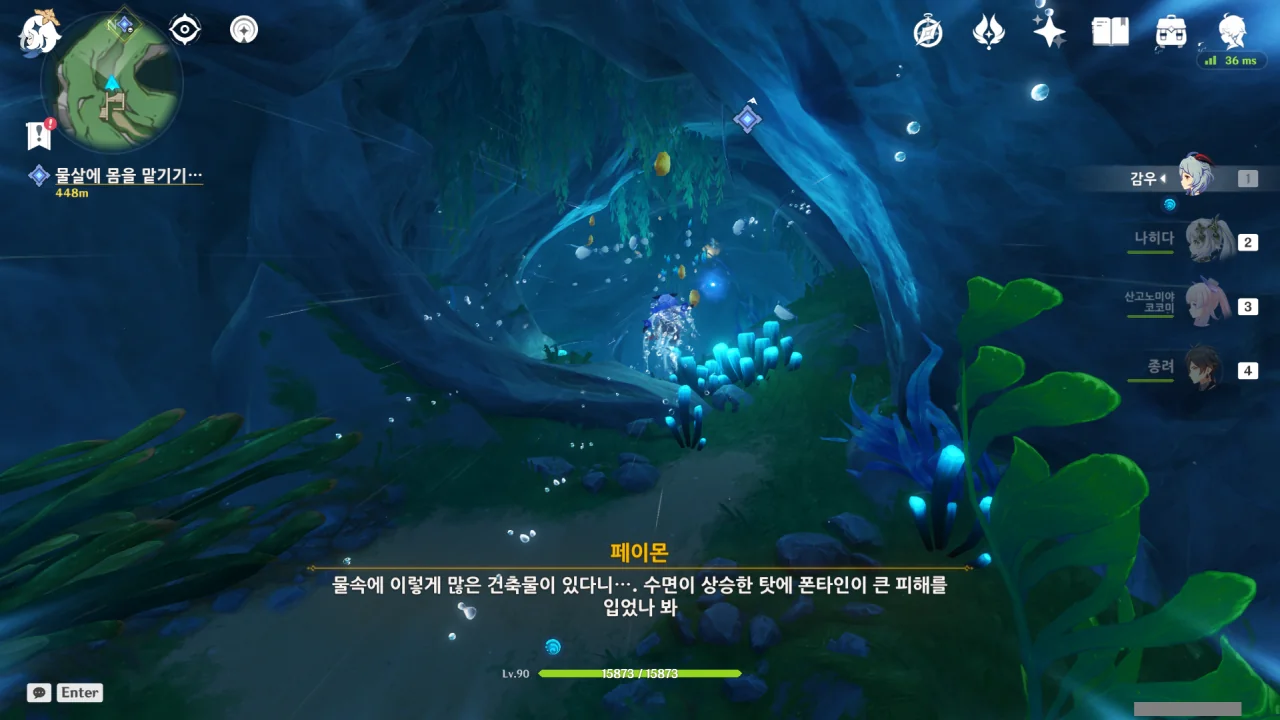 N
36 ms
물살에 몸을 맡기기…
448m
감우
1
나히다
2
산고노미야
코코미
3
종려
4
페이몬
물속에 이렇게 많은 건축물이 있다니…. 수면이 상승한 탓에 폰타인이 큰 피해를
입었나 봐
Lv.90
15873 / 15873
Enter